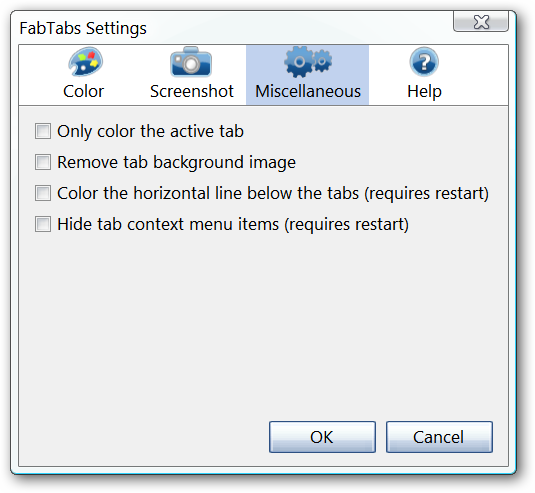 FabTabs Settings
Color Screenshot Miscellaneous Help
Only color the active tab
Remove tab background image
Color the horizontal line below the tabs (requires restart)
Hide tab context menu items (requires restart)
OK Cancel